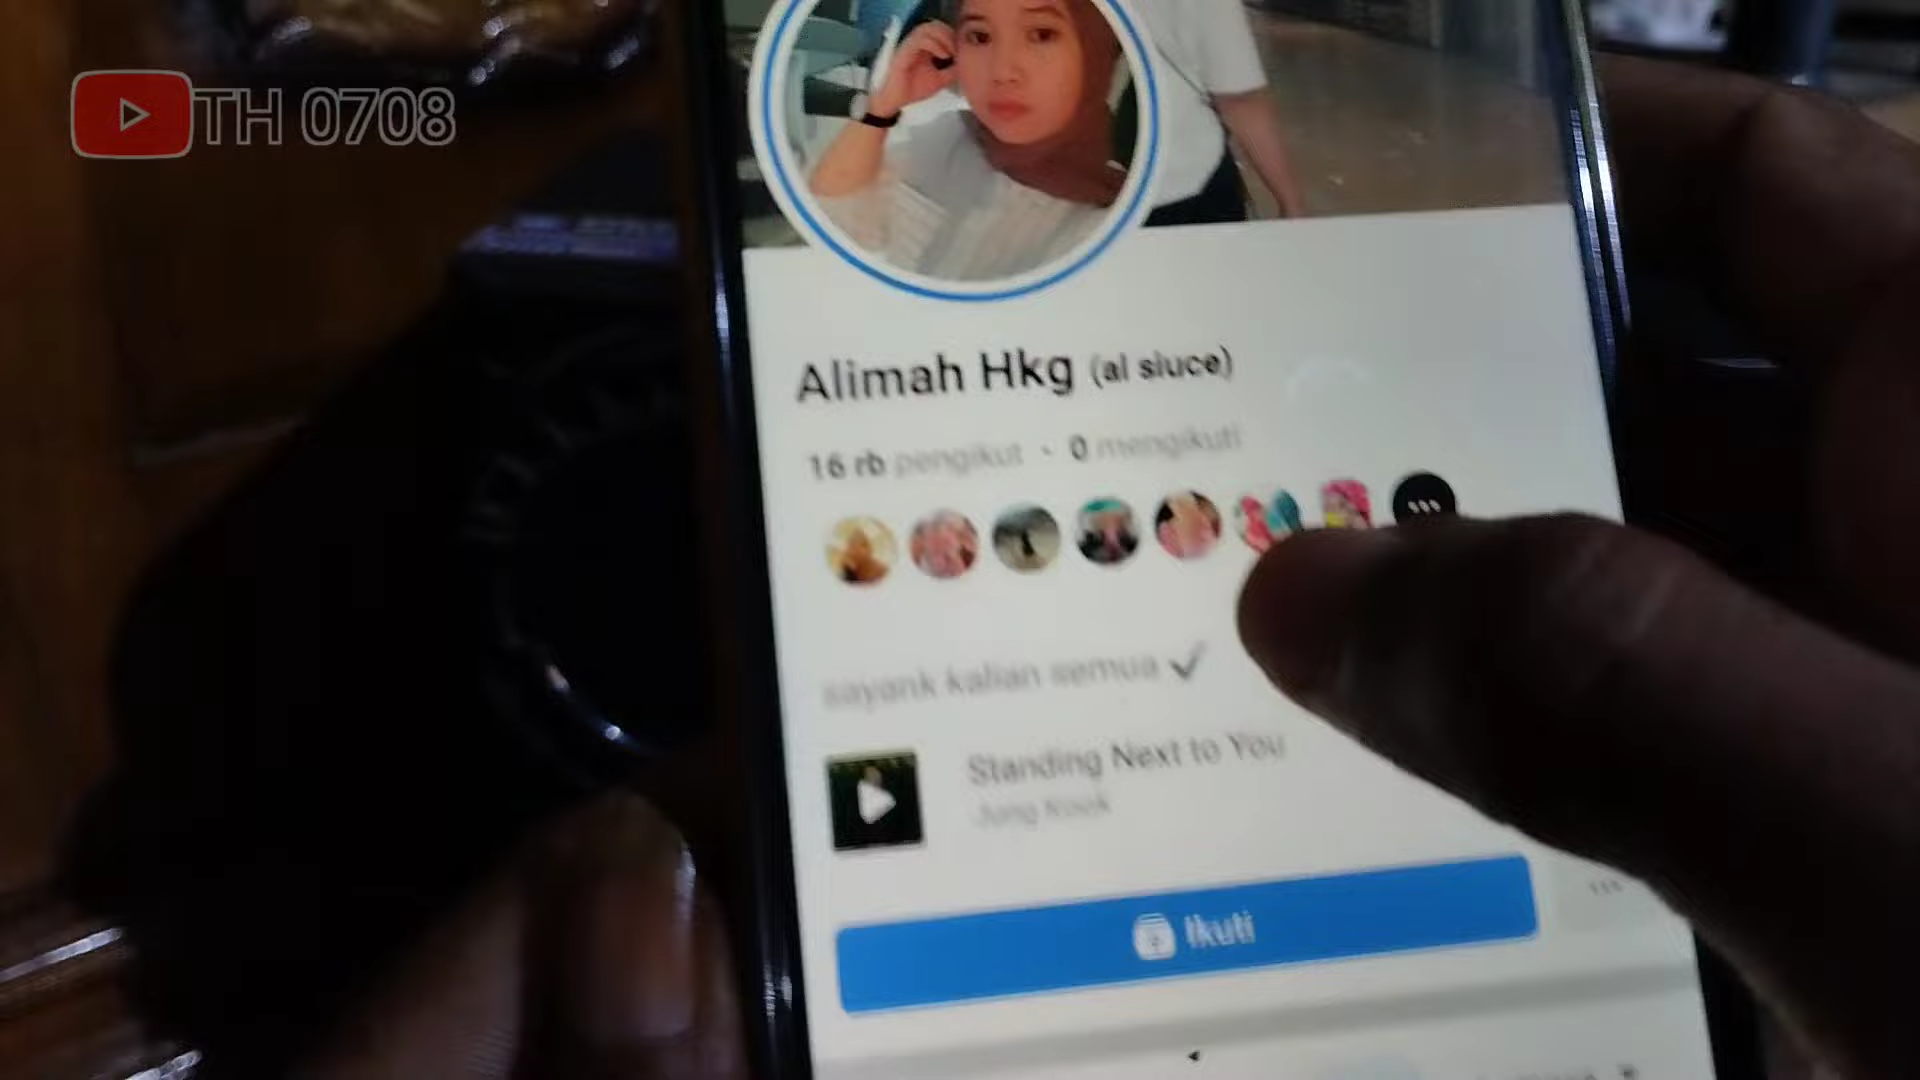 TH 0708
Alimah Hkg (al siuce)
16 rb pengikut · 0 mengikuti
sayank kalian semua ✓
Standing Next to You
Jung Kook
Ikuti